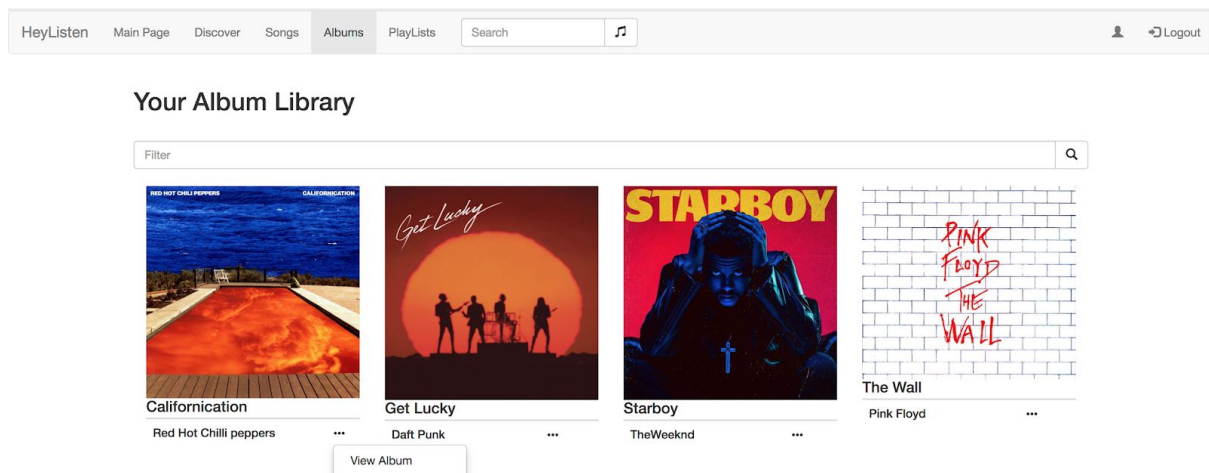 HeyListen Main Page Discover Songs Albums PlayLists Search Logout
Your Album Library
Filter
RED HOT CHILI PEPPERS CALIFORNICATION
Californication
Red Hot Chilli peppers
View Album
Get Lucky
Get Lucky
Daft Punk
STARBOY
Starboy
TheWeeknd
PINK
FLOYD
THE
WALL
The Wall
Pink Floyd